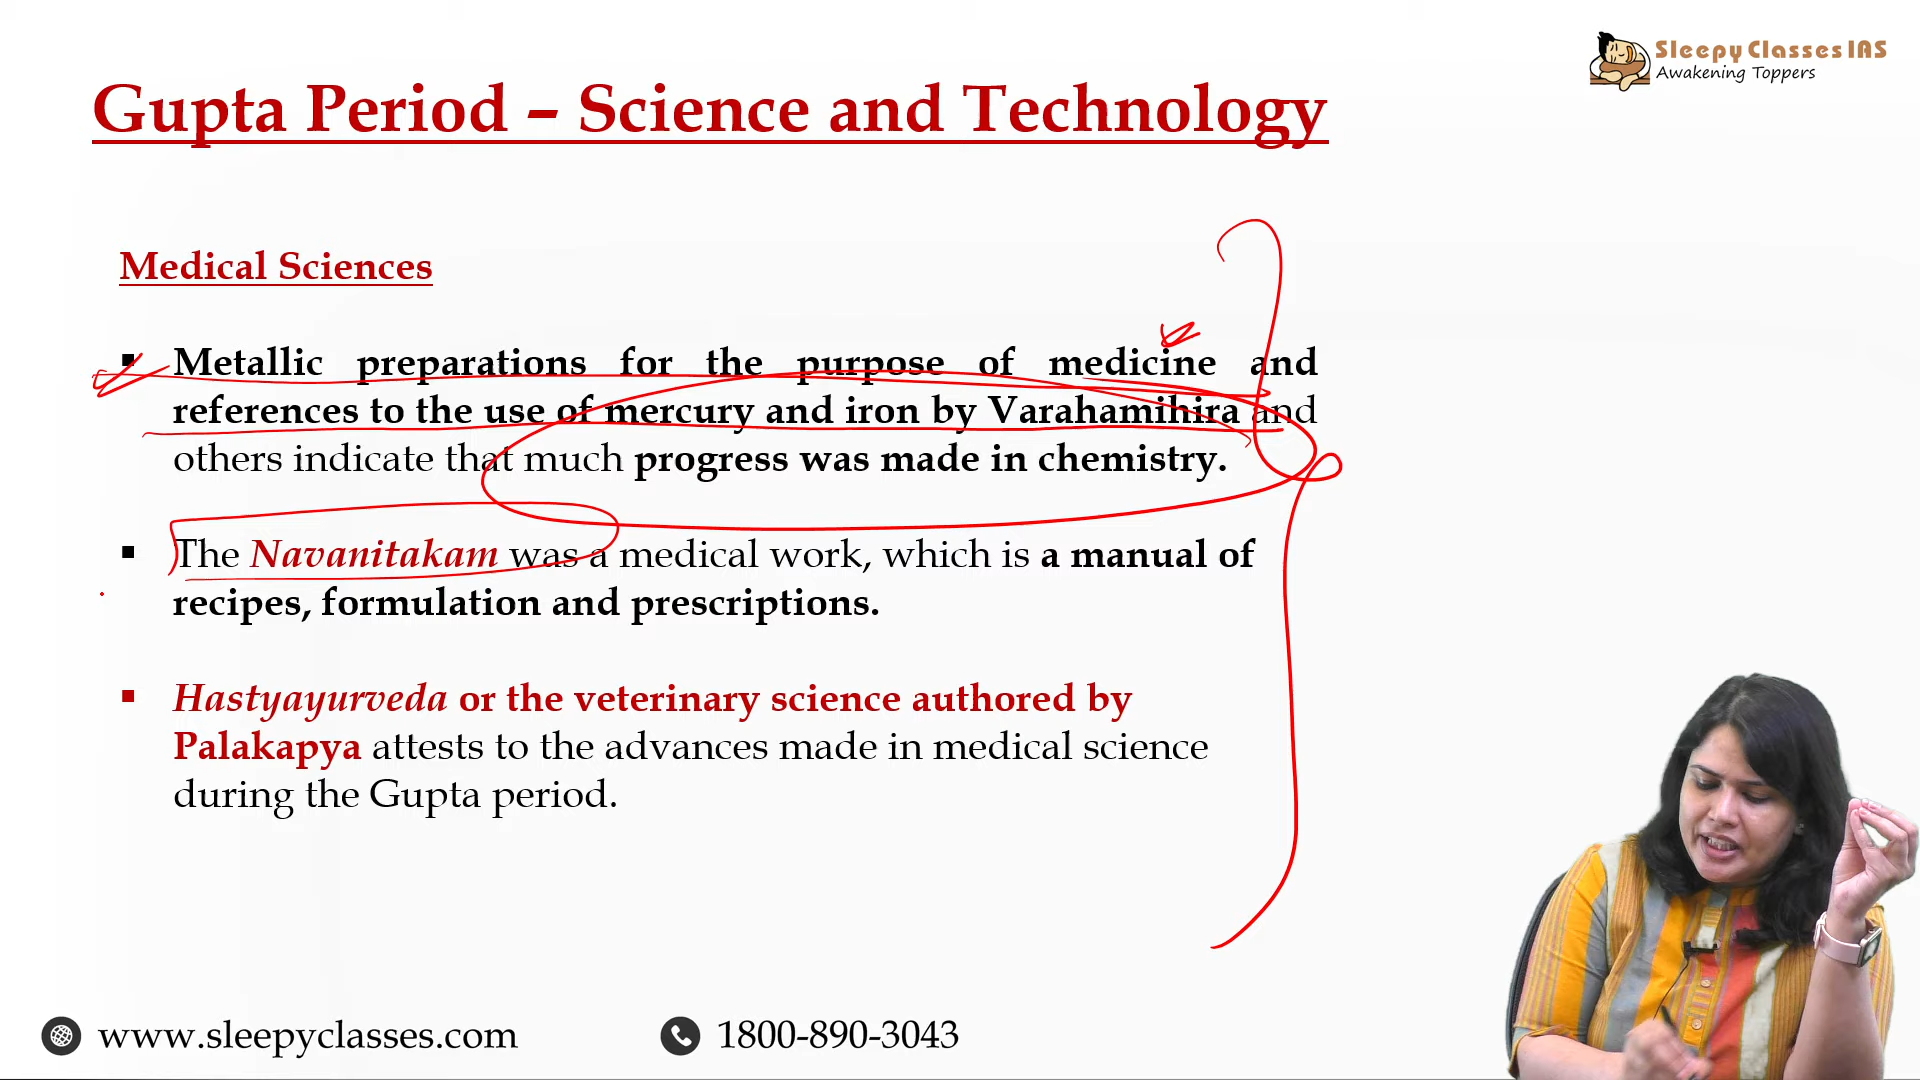 Sleepy Classes IAS
Awakening Toppers
Gupta Period – Science and Technology
Medical Sciences
▪ Metallic preparations for the purpose of medicine and
references to the use of mercury and iron by Varahamihira and
others indicate that much progress was made in chemistry.
▪ The Navanitakam was a medical work, which is a manual of
recipes, formulation and prescriptions.
▪ Hastyayurveda or the veterinary science authored by
Palakapya attests to the advances made in medical science
during the Gupta period.
www.sleepyclasses.com
1800-890-3043